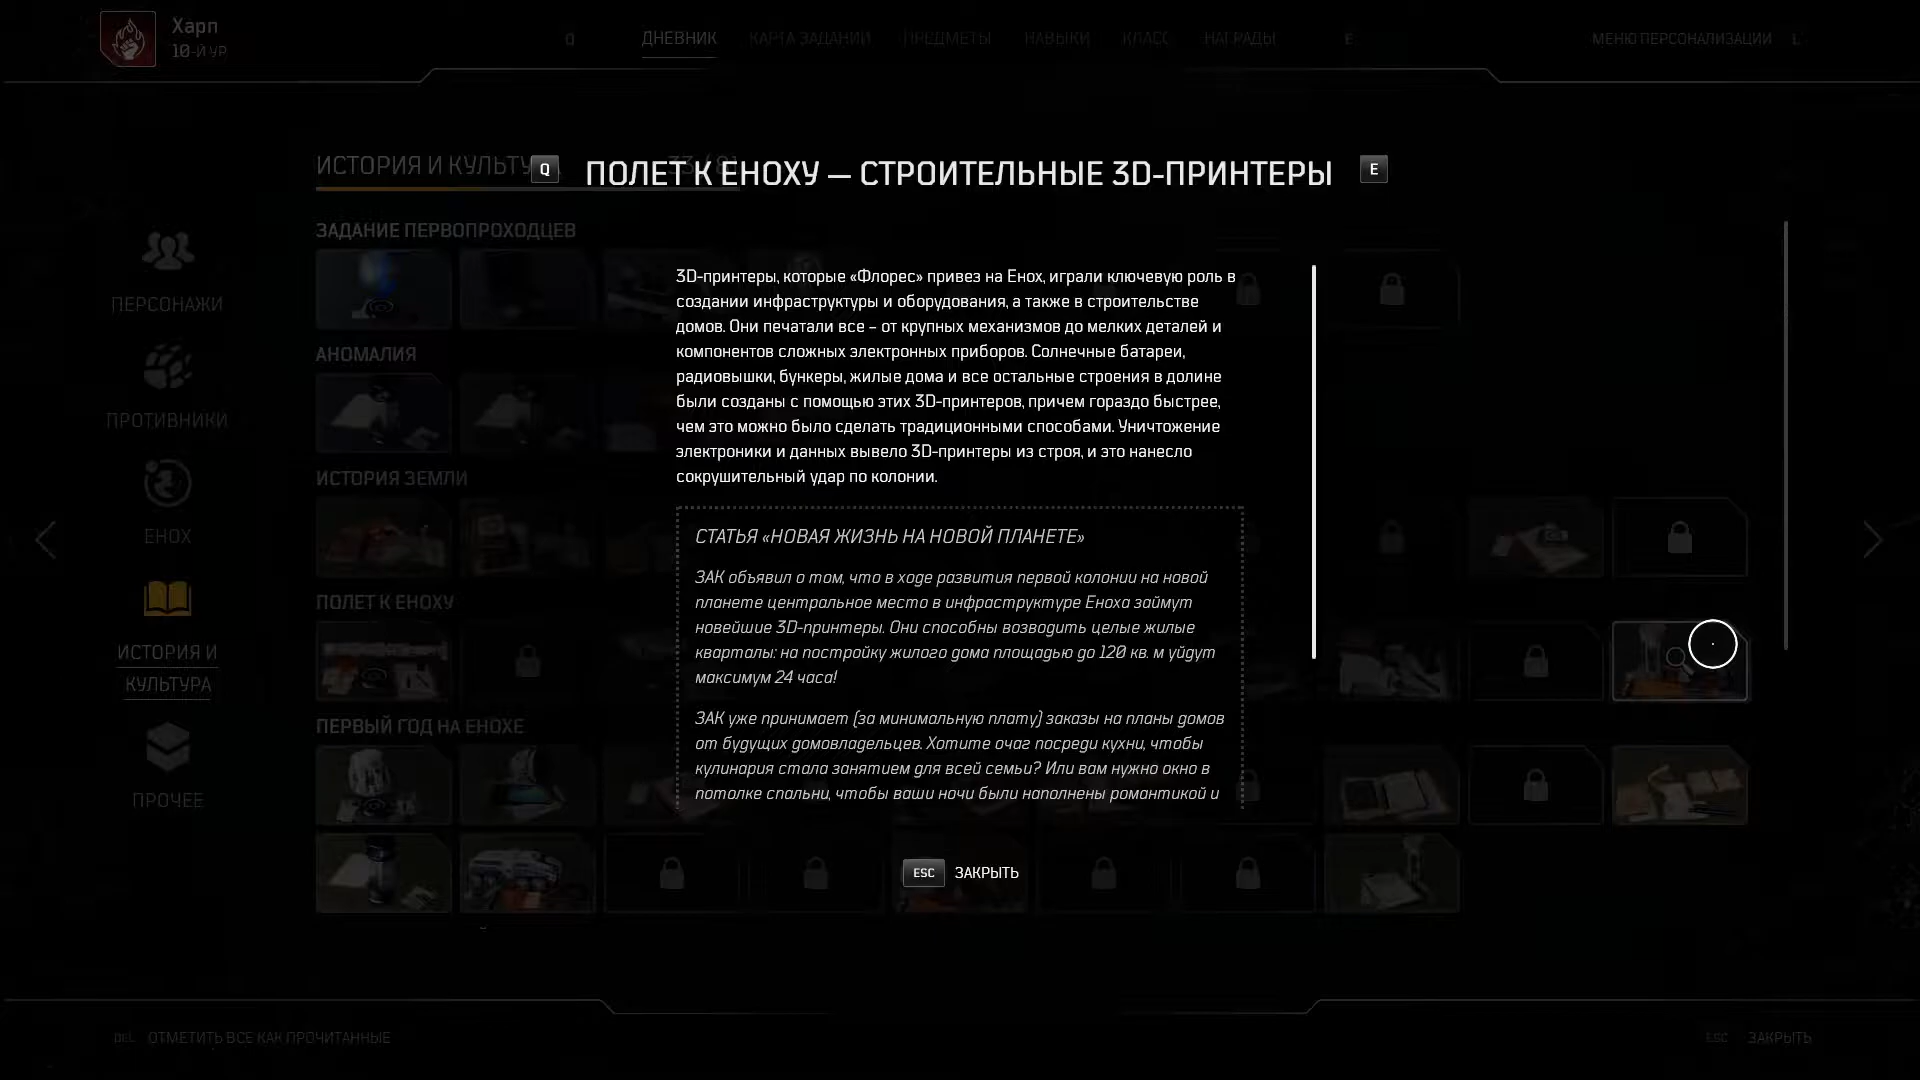 Харп
10-Й УР
Q
ДНЕВНИК
КАРТА ЗАДАНИЙ
ПРЕДМЕТЫ
НАВЫКИ
КЛАСС
НАГРАДЫ
E
МЕНЮ ПЕРСОНАЛИЗАЦИИ
L
ИСТОРИЯ И КУЛЬТУ
Q
ПОЛЕТ К ЕНОХУ — СТРОИТЕЛЬНЫЕ 3D-ПРИНТЕРЫ
E
ЗАДАНИЕ ПЕРВОПРОХОДЦЕВ
3D-принтеры, которые «Флорес» привез на Енох, играли ключевую роль в
создании инфраструктуры и оборудования, а также в строительстве
домов. Они печатали все – от крупных механизмов до мелких деталей и
компонентов сложных электронных приборов. Солнечные батареи,
радиовышки, бункеры, жилые дома и все остальные строения в долине
были созданы с помощью этих 3D-принтеров, причем гораздо быстрее,
чем это можно было сделать традиционными способами. Уничтожение
электроники и данных вывело 3D-принтеры из строя, и это нанесло
сокрушительный удар по колонии.
СТАТЬЯ «НОВАЯ ЖИЗНЬ НА НОВОЙ ПЛАНЕТЕ»
ЗАК объявил о том, что в ходе развития первой колонии на новой
планете центральное место в инфраструктуре Еноха займут
новейшие 3D-принтеры. Они способны возводить целые жилые
кварталы: на постройку жилого дома площадью до 120 кв. м уйдут
максимум 24 часа!
ЗАК уже принимает (за минимальную плату) заказы на планы домов
от будущих домовладельцев. Хотите очаг посреди кухни, чтобы
кулинария стала занятием для всей семьи? Или вам нужно окно в
потолке спальни, чтобы ваши ночи были наполнены романтикой и
АНОМАЛИЯ
ИСТОРИЯ ЗЕМЛИ
ПОЛЕТ К ЕНОХУ
ПЕРВЫЙ ГОД НА ЕНОХЕ
ПЕРСОНАЖИ
ПРОТИВНИКИ
ЕНОХ
ИСТОРИЯ И
КУЛЬТУРА
ПРОЧЕЕ
ESC ЗАКРЫТЬ
DEL ОТМЕТИТЬ ВСЕ КАК ПРОЧИТАННЫЕ
ESC ЗАКРЫТЬ